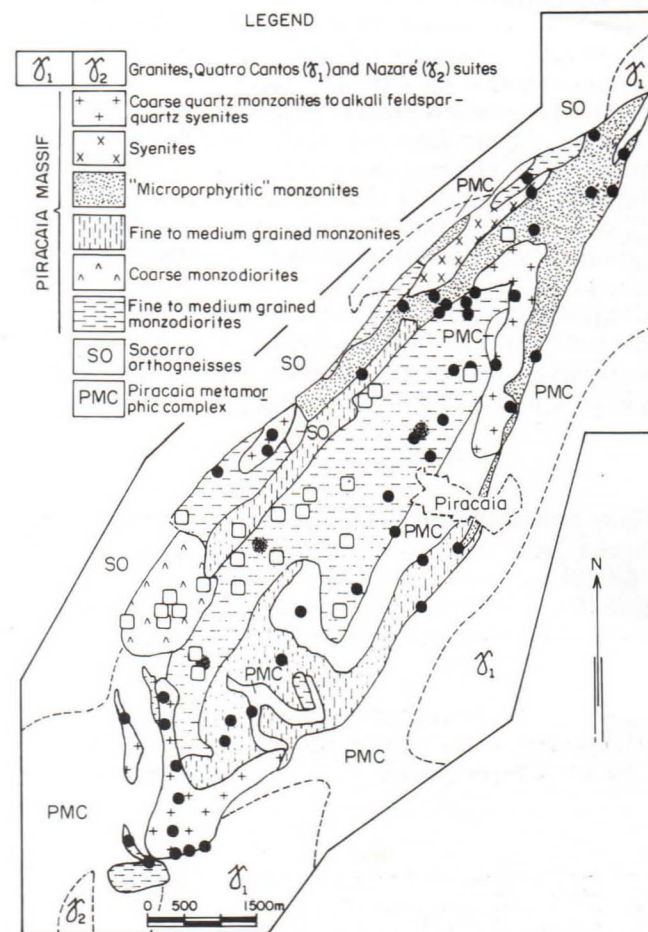 LEGEND
γ1 γ2 Granites, Quatro Cantos (γ1) and Nazaré (γ2) suites
PIRACAIA MASSIF
Coarse quartz monzonites to alkali feldspar-
quartz syenites
Syenites
"Microporphyritic" monzonites
Fine to medium grained monzonites
Coarse monzodiorites
Fine to medium grained
monzodiorites
SO Socorro
orthogneisses
PMC Piracaia metamor
phic complex
γ1
SO
PMC
PMC
SO
PMC
SO
Piracaia
PMC
SO
N
PMC
γ1
PMC
PMC
γ1
γ2
0 500 1500m